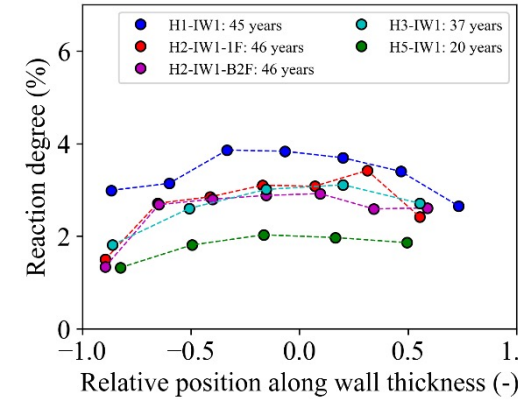 H1-IW1: 45 years
H2-IW1-1F: 46 years
H2-IW1-B2F: 46 years
H3-IW1: 37 years
H5-IW1: 20 years
Reaction degree (%)
6
4
2
0
−1.0 −0.5 0.0 0.5 1.
Relative position along wall thickness (-)